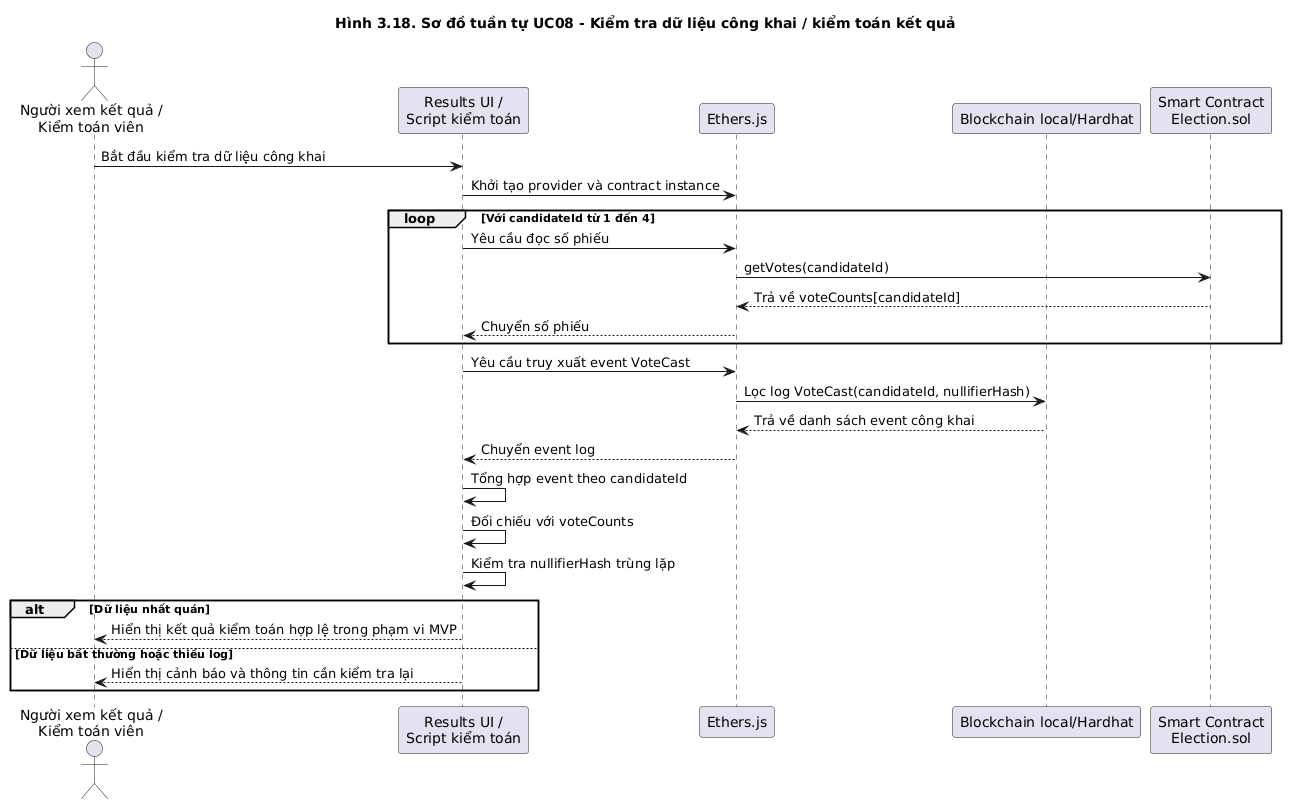 Hình 3.18. Sơ đồ tuần tự UC08 - Kiểm tra dữ liệu công khai / kiểm toán kết quả
Người xem kết quả /
Kiểm toán viên
Results UI /
Script kiểm toán
Ethers.js
Blockchain local/Hardhat
Smart Contract
Election.sol
Bắt đầu kiểm tra dữ liệu công khai
Khởi tạo provider và contract instance
loop
[Với candidateId từ 1 đến 4]
Yêu cầu đọc số phiếu
getVotes(candidateId)
Trả về voteCounts[candidateId]
Chuyển số phiếu
Yêu cầu truy xuất event VoteCast
Lọc log VoteCast(candidateId, nullifierHash)
Trả về danh sách event công khai
Chuyển event log
Tổng hợp event theo candidateId
Đối chiếu với voteCounts
Kiểm tra nullifierHash trùng lặp
alt
[Dữ liệu nhất quán]
Hiển thị kết quả kiểm toán hợp lệ trong phạm vi MVP
[Dữ liệu bất thường hoặc thiếu log]
Hiển thị cảnh báo và thông tin cần kiểm tra lại
Người xem kết quả /
Kiểm toán viên
Results UI /
Script kiểm toán
Ethers.js
Blockchain local/Hardhat
Smart Contract
Election.sol